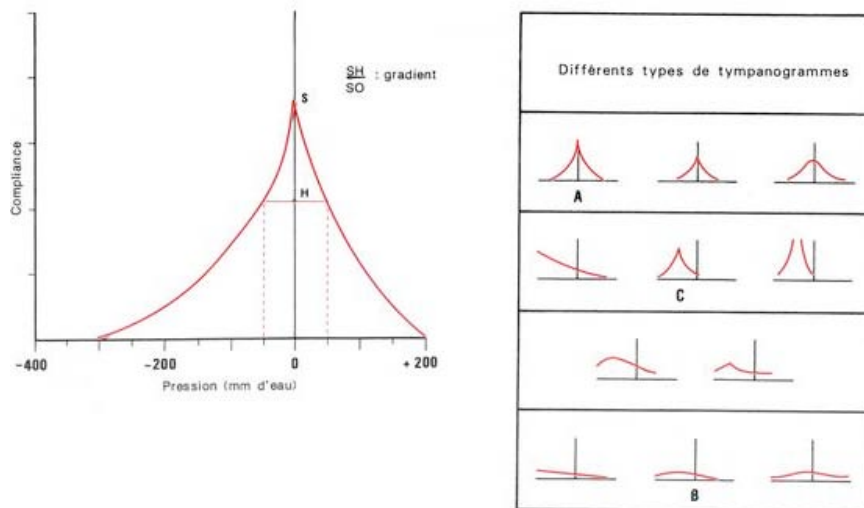 SH
SO : gradient
S
H
Compliance
-400
-200
0
+200
Pression (mm d'eau)
Différents types de tympanogrammes
A
C
B